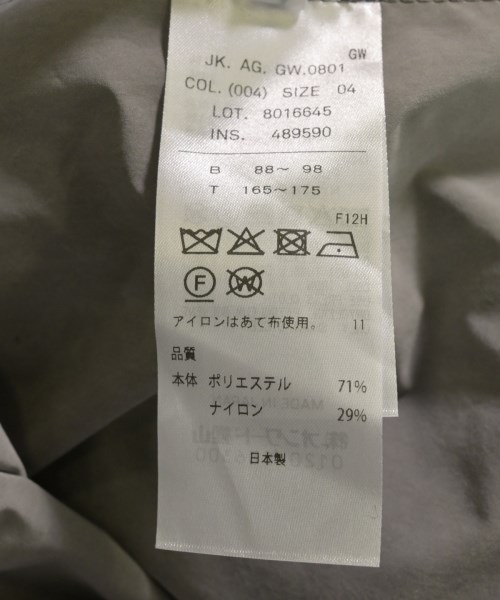 GW
JK. AG. GW.0801
COL. (004) SIZE 04
LOT. 8016645
INS. 489590
B 88～ 98
T 165～175
F12H
F W
アイロンはあて布使用。 11
品質
本体 ポリエステル 71%
ナイロン 29%
日本製